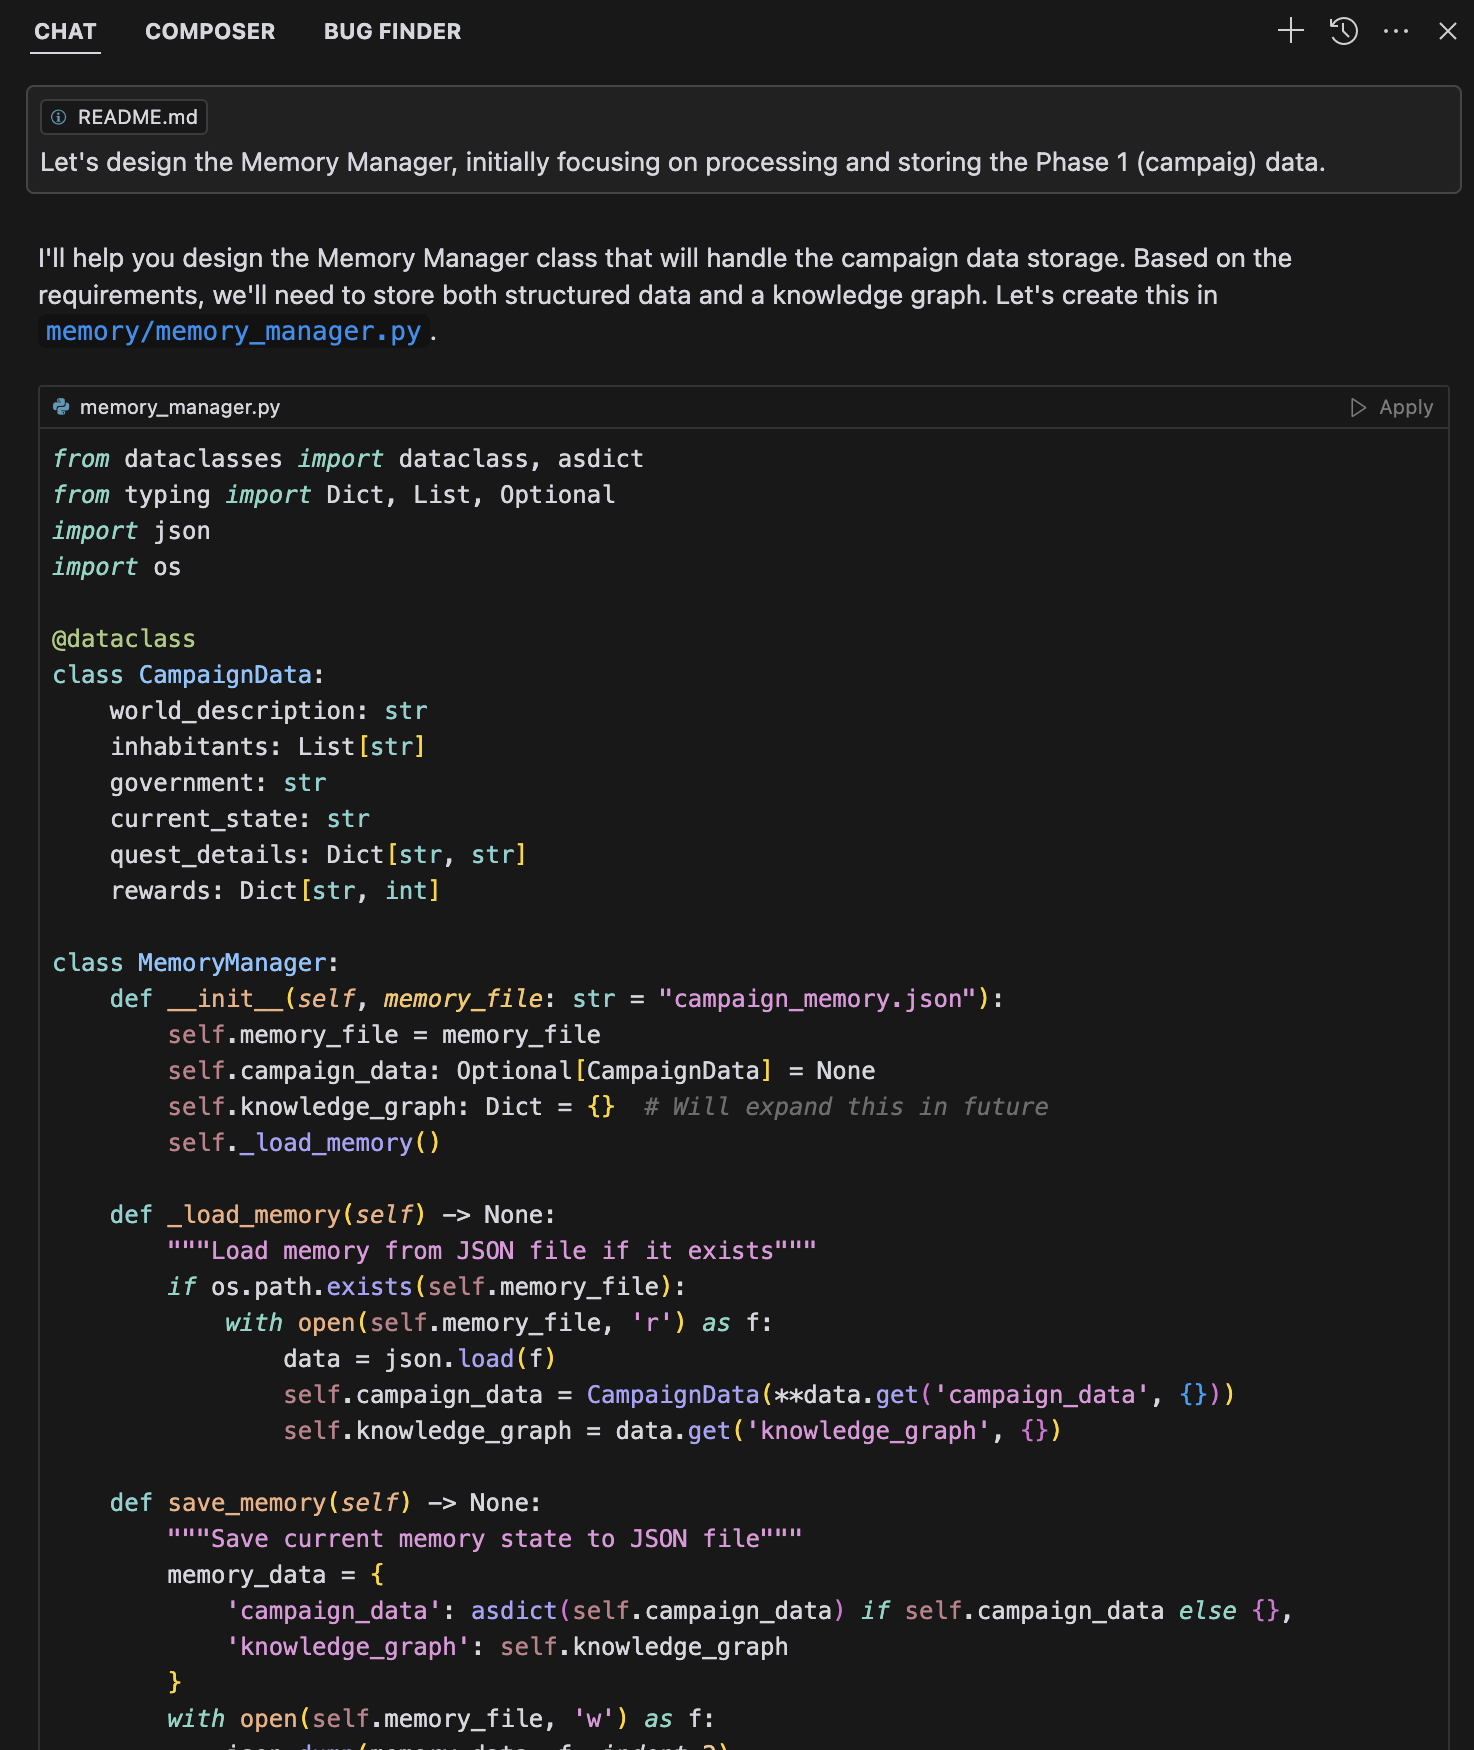 CHAT COMPOSER BUG FINDER
README.md
Let's design the Memory Manager, initially focusing on processing and storing the Phase 1 (campaig) data.
I'll help you design the Memory Manager class that will handle the campaign data storage. Based on the
requirements, we'll need to store both structured data and a knowledge graph. Let's create this in
memory/memory_manager.py.
memory_manager.py Apply
from dataclasses import dataclass, asdict
from typing import Dict, List, Optional
import json
import os
@dataclass
class CampaignData:
    world_description: str
    inhabitants: List[str]
    government: str
    current_state: str
    quest_details: Dict[str, str]
    rewards: Dict[str, int]
class MemoryManager:
    def __init__(self, memory_file: str = "campaign_memory.json"):
        self.memory_file = memory_file
        self.campaign_data: Optional[CampaignData] = None
        self.knowledge_graph: Dict = {}  # Will expand this in future
        self._load_memory()
    def _load_memory(self) -> None:
        """Load memory from JSON file if it exists"""
        if os.path.exists(self.memory_file):
            with open(self.memory_file, 'r') as f:
                data = json.load(f)
                self.campaign_data = CampaignData(**data.get('campaign_data', {}))
                self.knowledge_graph = data.get('knowledge_graph', {})
    def save_memory(self) -> None:
        """Save current memory state to JSON file"""
        memory_data = {
            'campaign_data': asdict(self.campaign_data) if self.campaign_data else {},
            'knowledge_graph': self.knowledge_graph
        }
        with open(self.memory_file, 'w') as f: